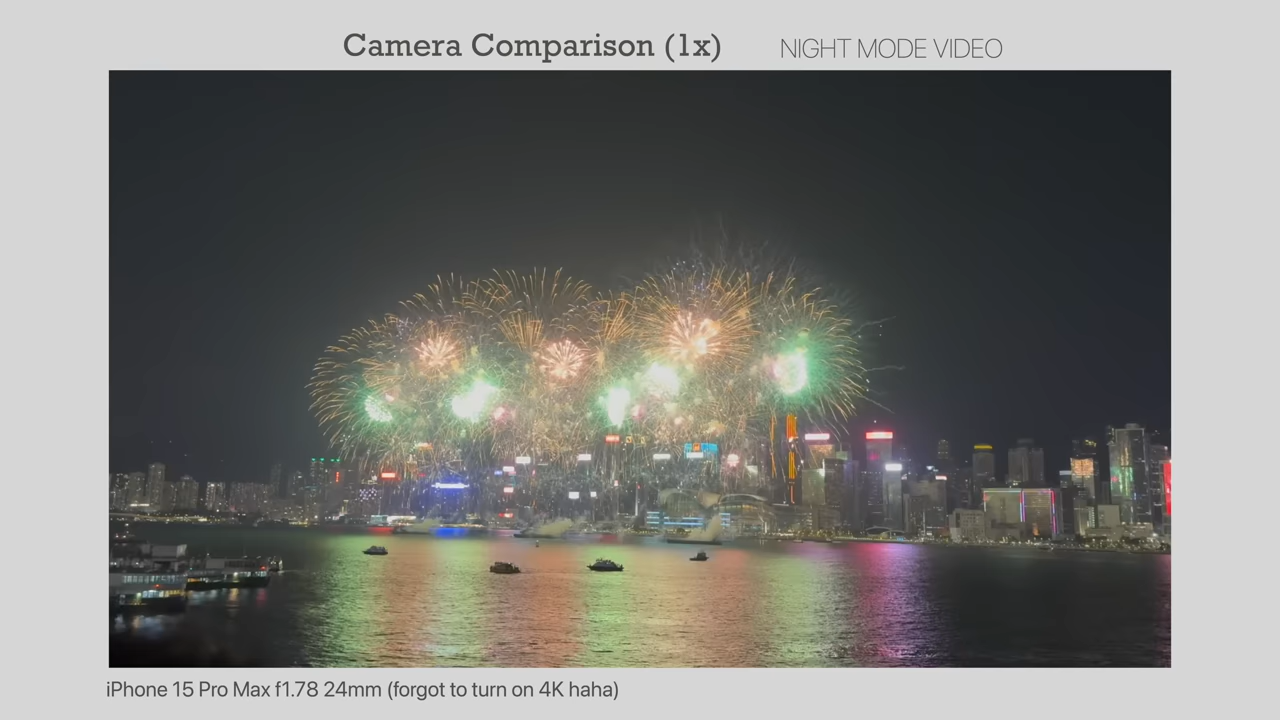 Camera Comparison (1x)
NIGHT MODE VIDEO
iPhone 15 Pro Max f1.78 24mm (forgot to turn on 4K haha)